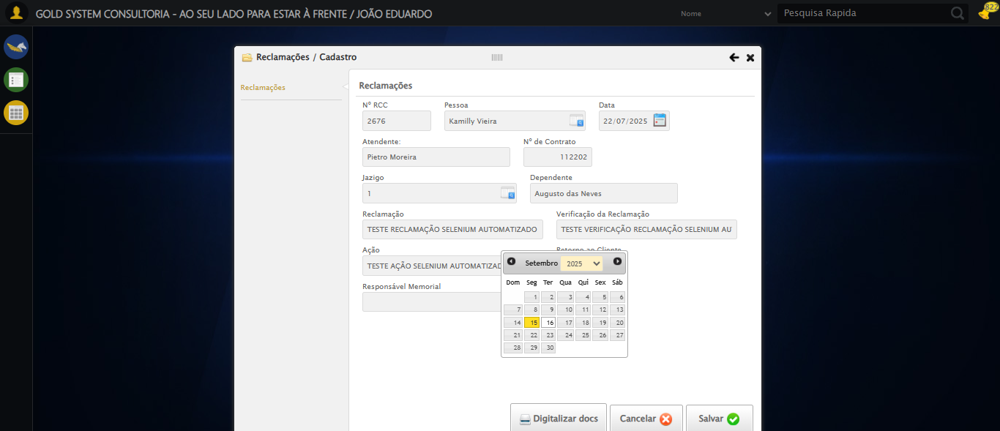 GOLD SYSTEM CONSULTORIA - AO SEU LADO PARA ESTAR À FRENTE / JOÃO EDUARDO
Nome
Pesquisa Rapida
822
Reclamações / Cadastro
Reclamações
Reclamações
Nº RCC Pessoa Data
2676 Kamilly Vieira 22/07/2025
Atendente: Nº de Contrato
Pietro Moreira 112202
Jazigo Dependente
1 Augusto das Neves
Reclamação Verificação da Reclamação
TESTE RECLAMAÇÃO SELENIUM AUTOMATIZADO TESTE VERIFICAÇÃO RECLAMAÇÃO SELENIUM AU
Ação Retorno ao Cliente
TESTE AÇÃO SELENIUM AUTOMATIZAD
Responsável Memorial
Setembro 2025
Dom Seg Ter Qua Qui Sex Sáb
1 2 3 4 5 6
7 8 9 10 11 12 13
14 15 16 17 18 19 20
21 22 23 24 25 26 27
28 29 30
Digitalizar docs Cancelar Salvar